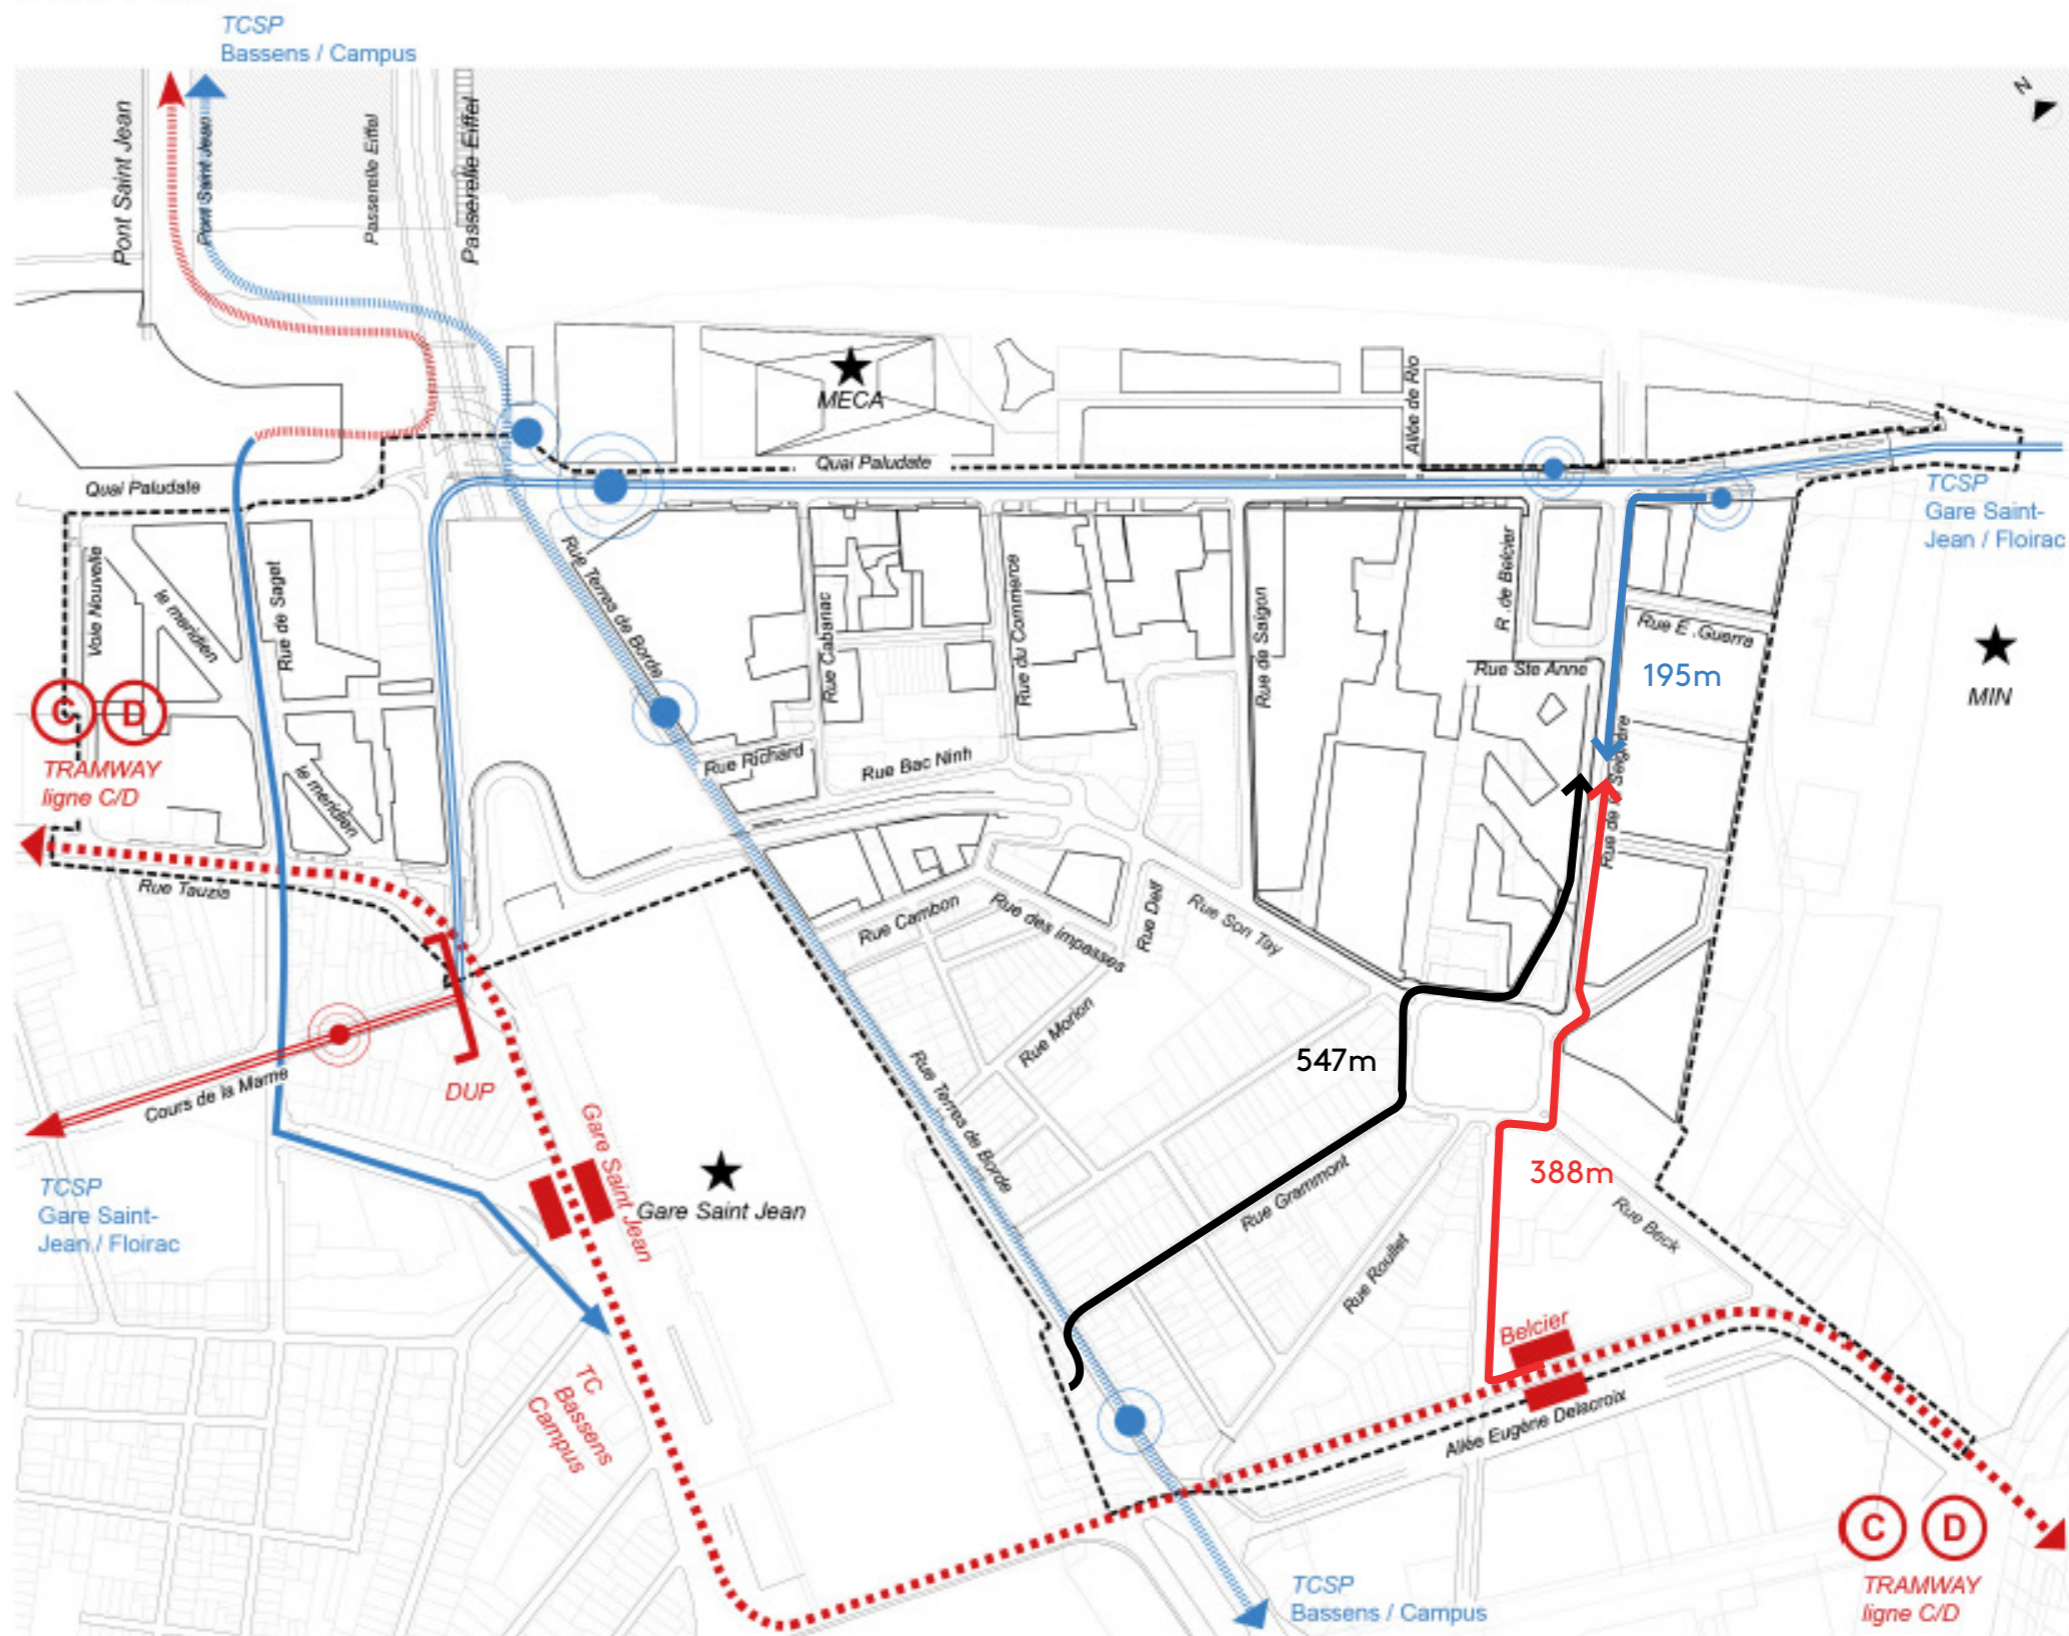 TCSP
Bassens / Campus
N
Pont Saint Jean
Pont Saint Jean
Passerelle Eiffel
Passerelle Eiffel
MECA
Allée de Rio
Quai Paludate
Quai Paludate
TCSP
Gare Saint-
Jean / Floirac
Voie Nouvelle
le meridien
Rue de Saget
Rue Terres de Borde
Rue Cabanac
Rue du Commerce
Rue de Saigon
R .de Belcier
Rue E .Guerra
Rue Ste Anne
195m
MIN
C
D
TRAMWAY
ligne C/D
le meridien
Rue Richard
Rue Bac Ninh
Rue Tauzia
Rue Cambon
Rue des impasses
Rue Delf
Rue Son Tay
Rue Morion
547m
DUP
Cours de la Marne
Rue Terres de Borde
Gare Saint Jean
Gare Saint Jean
Rue Grammont
388m
Rue Beck
Rue Roullet
TCSP
Gare Saint-
Jean / Floirac
Belcier
TC
Bassens
Campus
Allée Eugène Delacroix
C
D
TRAMWAY
ligne C/D
TCSP
Bassens / Campus